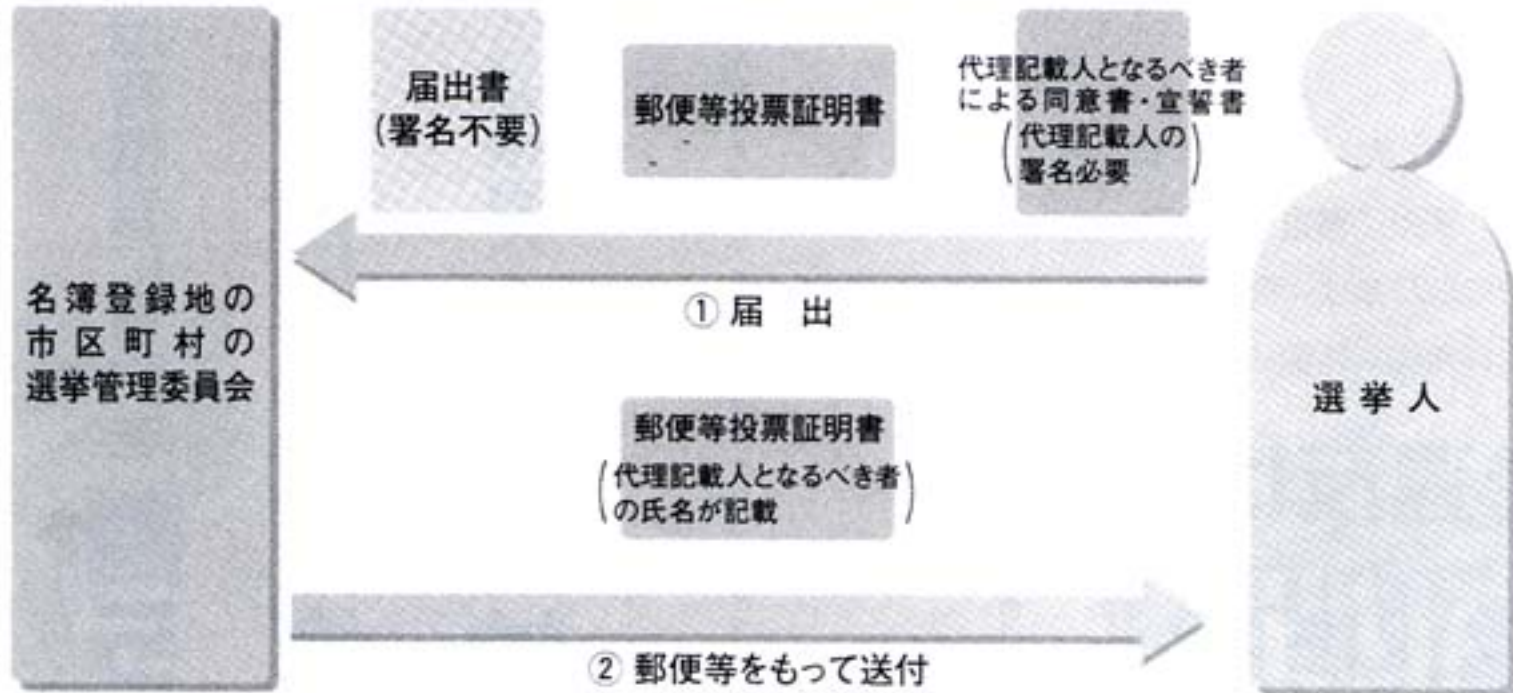 届出書
(署名不要)
郵便等投票証明書
代理記載人となるべき者
による同意書・宣誓書
(代理記載人の
署名必要)
① 届 出
名簿登録地の
市区町村の
選挙管理委員会
選挙人
郵便等投票証明書
(代理記載人となるべき者
の氏名が記載)
② 郵便等をもって送付